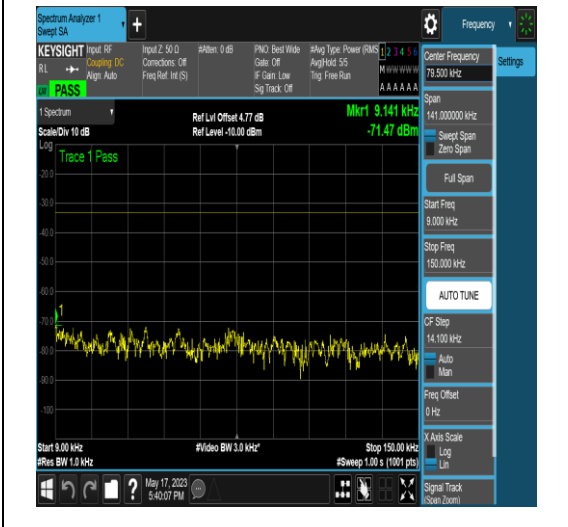 Spectrum Analyzer 1
Swept SA
+
Frequency
KEYSIGHT
RL
PASS
Input: RF
Coupling: DC
Align: Auto
Input Z: 50 Ω
Corrections: Off
Freq Ref: Int (S)
#Atten: 0 dB
PNO: Best Wide
Gate: Off
IF Gain: Low
Sig Track: Off
#Avg Type: Power (RMS
Avg|Hold: 5/5
Trig: Free Run
1 2 3 4 5 6
M W W W W W
A A A A A A
1 Spectrum
Scale/Div 10 dB
Ref Lvl Offset 4.77 dB
Ref Level -10.00 dBm
Mkr1 9.141 kHz
-71.47 dBm
Log
Trace 1 Pass
-20.0
-30.0
-40.0
-50.0
-60.0
-70.0
-80.0
-90.0
-100
1
Start 9.00 kHz
#Res BW 1.0 kHz
#Video BW 3.0 kHz*
Stop 150.00 kHz
#Sweep 1.00 s (1001 pts)
Center Frequency
79.500 kHz
Settings
Span
141.000000 kHz
Swept Span
Zero Span
Full Span
Start Freq
9.000 kHz
Stop Freq
150.000 kHz
AUTO TUNE
CF Step
14.100 kHz
Auto
Man
Freq Offset
0 Hz
X Axis Scale
Log
Lin
Signal Track
(Span Zoom)
?
May 17, 2023
5:40:07 PM